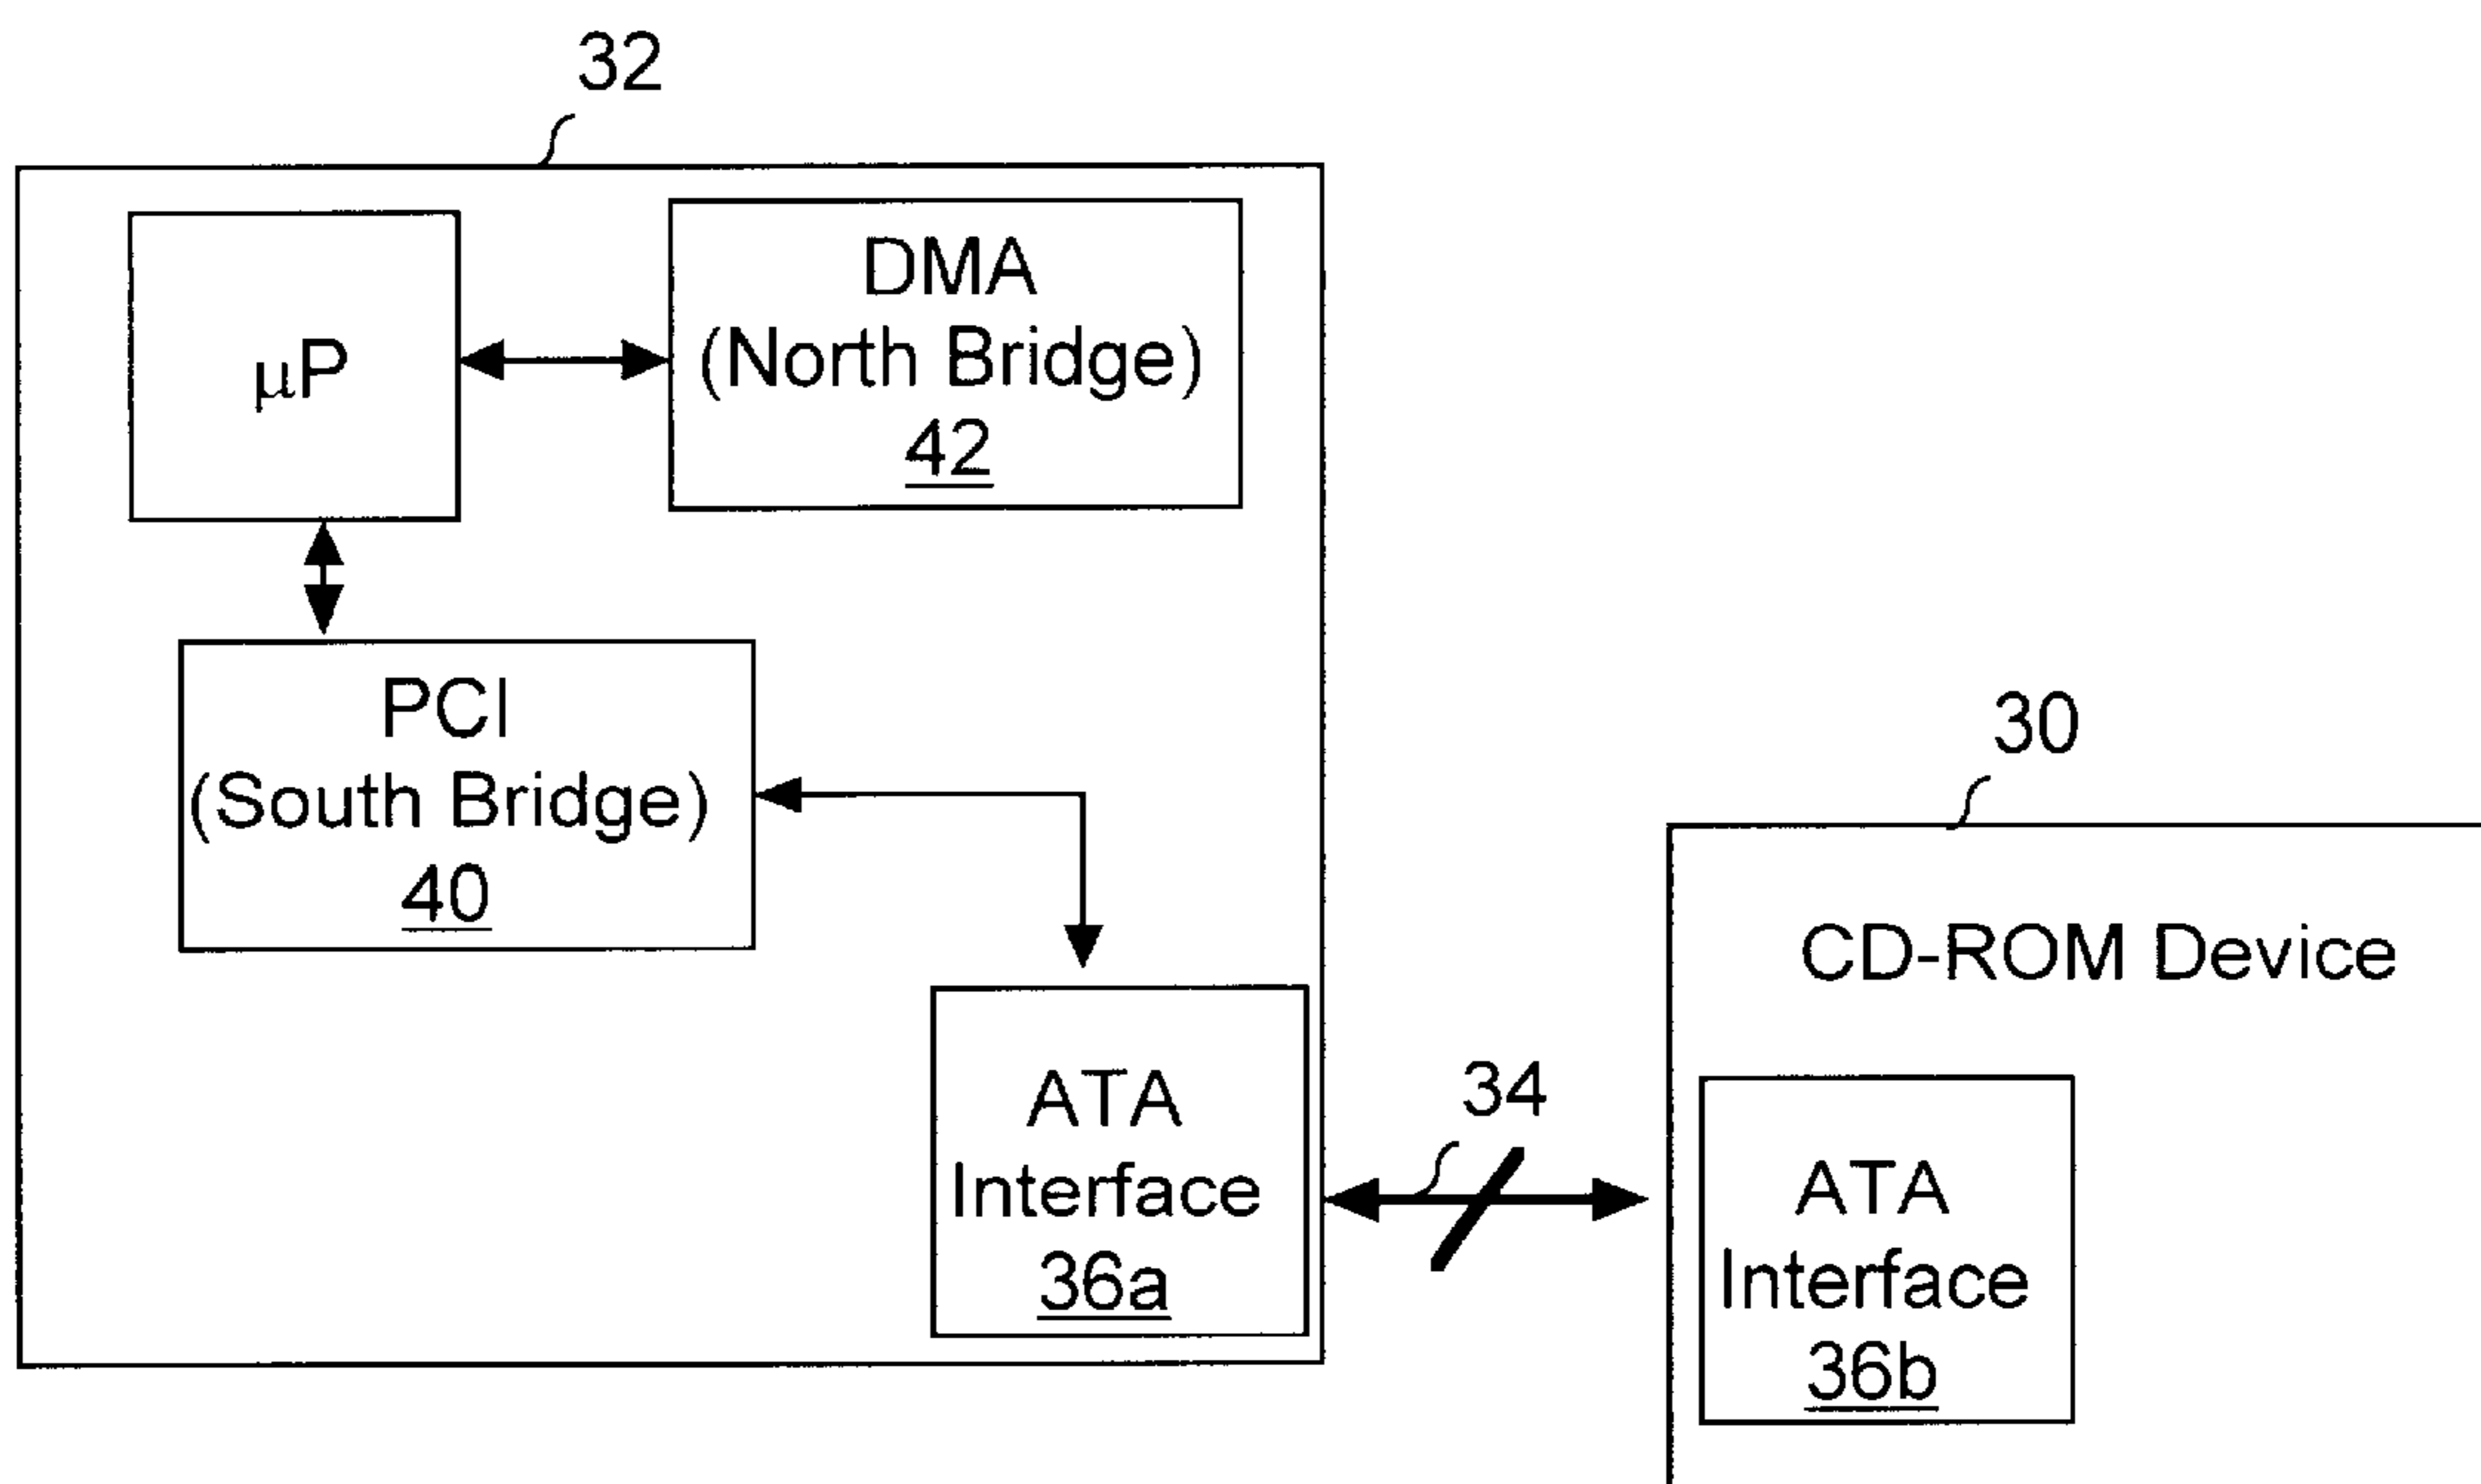 32
μP
DMA
(North Bridge)
42
PCI
(South Bridge)
40
ATA
Interface
36a
34
30
CD-ROM Device
ATA
Interface
36b